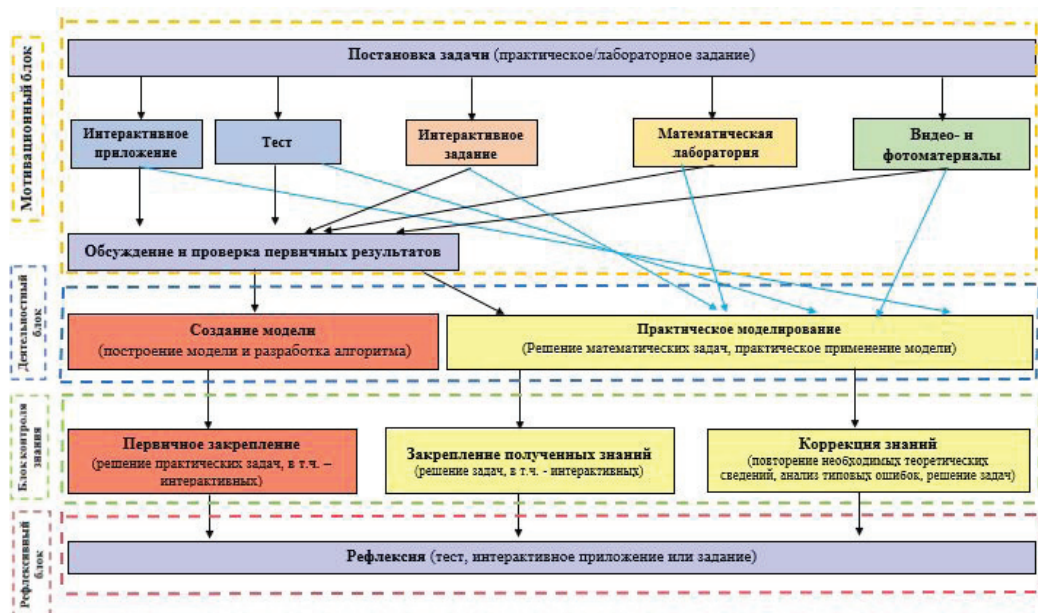 Мотивационный блок
Постановка задачи (практическое/лабораторное задание)
Интерактивное
приложение
Тест
Интерактивное
задание
Математическая
лаборатория
Видео- и
фотоматериалы
Обсуждение и проверка первичных результатов
Деятельностный
блок
Создание модели
(построение модели и разработка алгоритма)
Практическое моделирование
(Решение математических задач, практическое применение модели)
Блок контроля
знания
Первичное закрепление
(решение практических задач, в т.ч. –
интерактивных)
Закрепление полученных знаний
(решение задач, в т.ч. - интерактивных)
Коррекция знаний
(повторение необходимых теоретических
сведений, анализ типовых ошибок, решение задач)
Рефлексивный
блок
Рефлексия (тест, интерактивное приложение или задание)